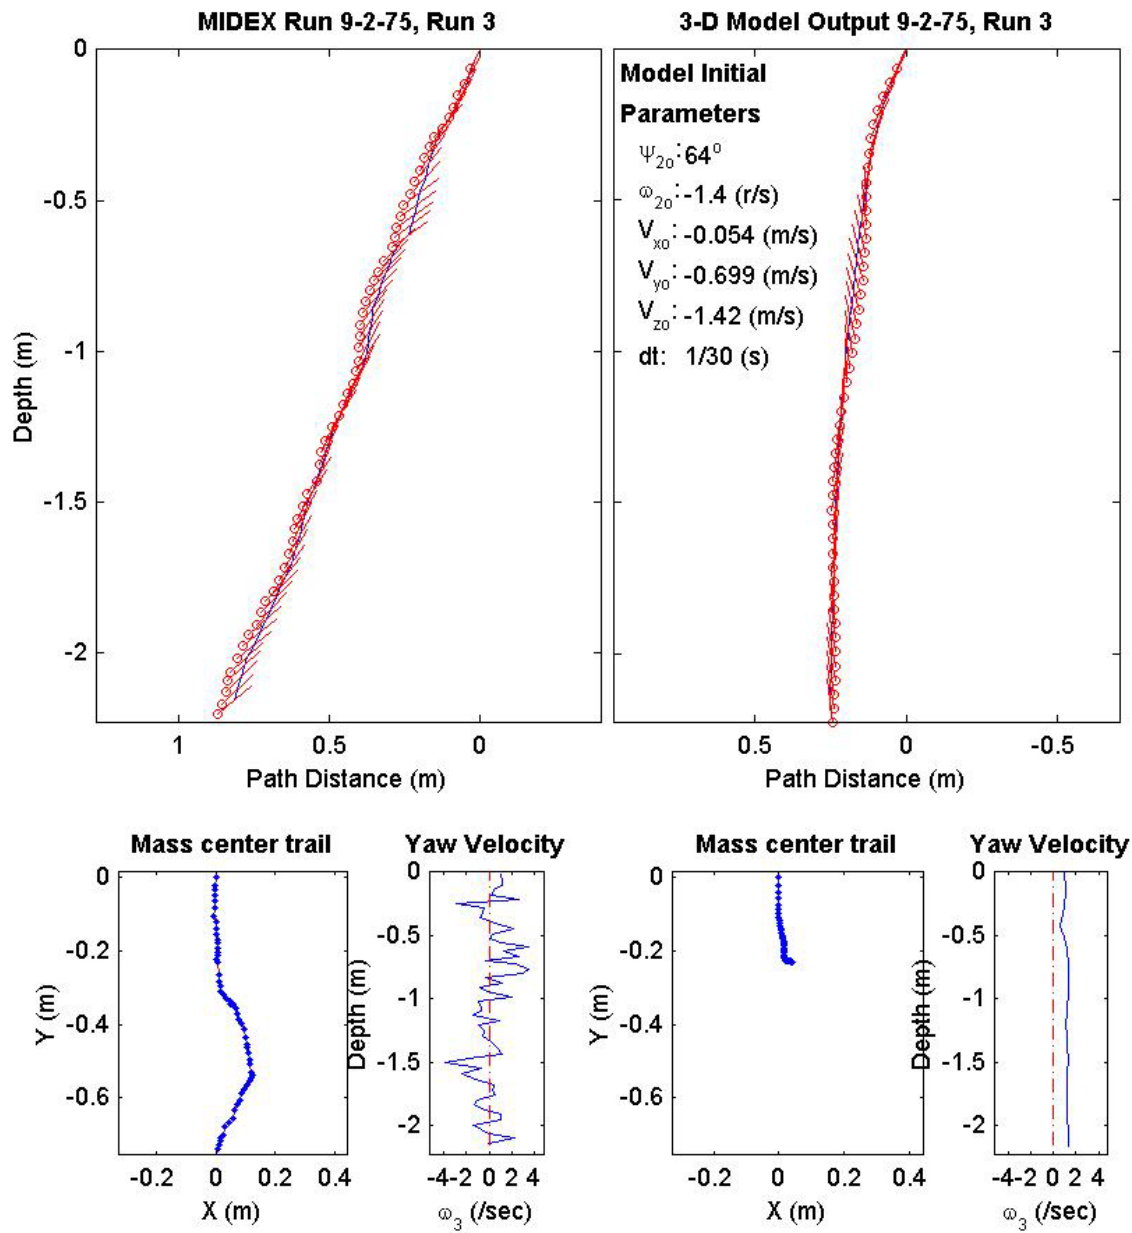 MIDEX Run 9-2-75, Run 3
3-D Model Output 9-2-75, Run 3
0
-0.5
-1
-1.5
-2
Depth (m)
1 0.5 0
Path Distance (m)
Model Initial
Parameters
Ψ₂ₒ: 64°
ω₂ₒ: -1.4 (r/s)
Vₓₒ: -0.054 (m/s)
Vyₒ: -0.699 (m/s)
Vzₒ: -1.42 (m/s)
dt: 1/30 (s)
0.5 0 -0.5
Path Distance (m)
Mass center trail
0
-0.2
-0.4
-0.6
Y (m)
-0.2 0 0.2 0.4
X (m)
Yaw Velocity
0
-0.5
-1
-1.5
-2
Depth (m)
-4 -2 0 2 4
ω₃ (/sec)
Mass center trail
0
-0.2
-0.4
-0.6
Y (m)
-0.2 0 0.2 0.4
X (m)
Yaw Velocity
0
-0.5
-1
-1.5
-2
Depth (m)
-4 -2 0 2 4
ω₃ (/sec)